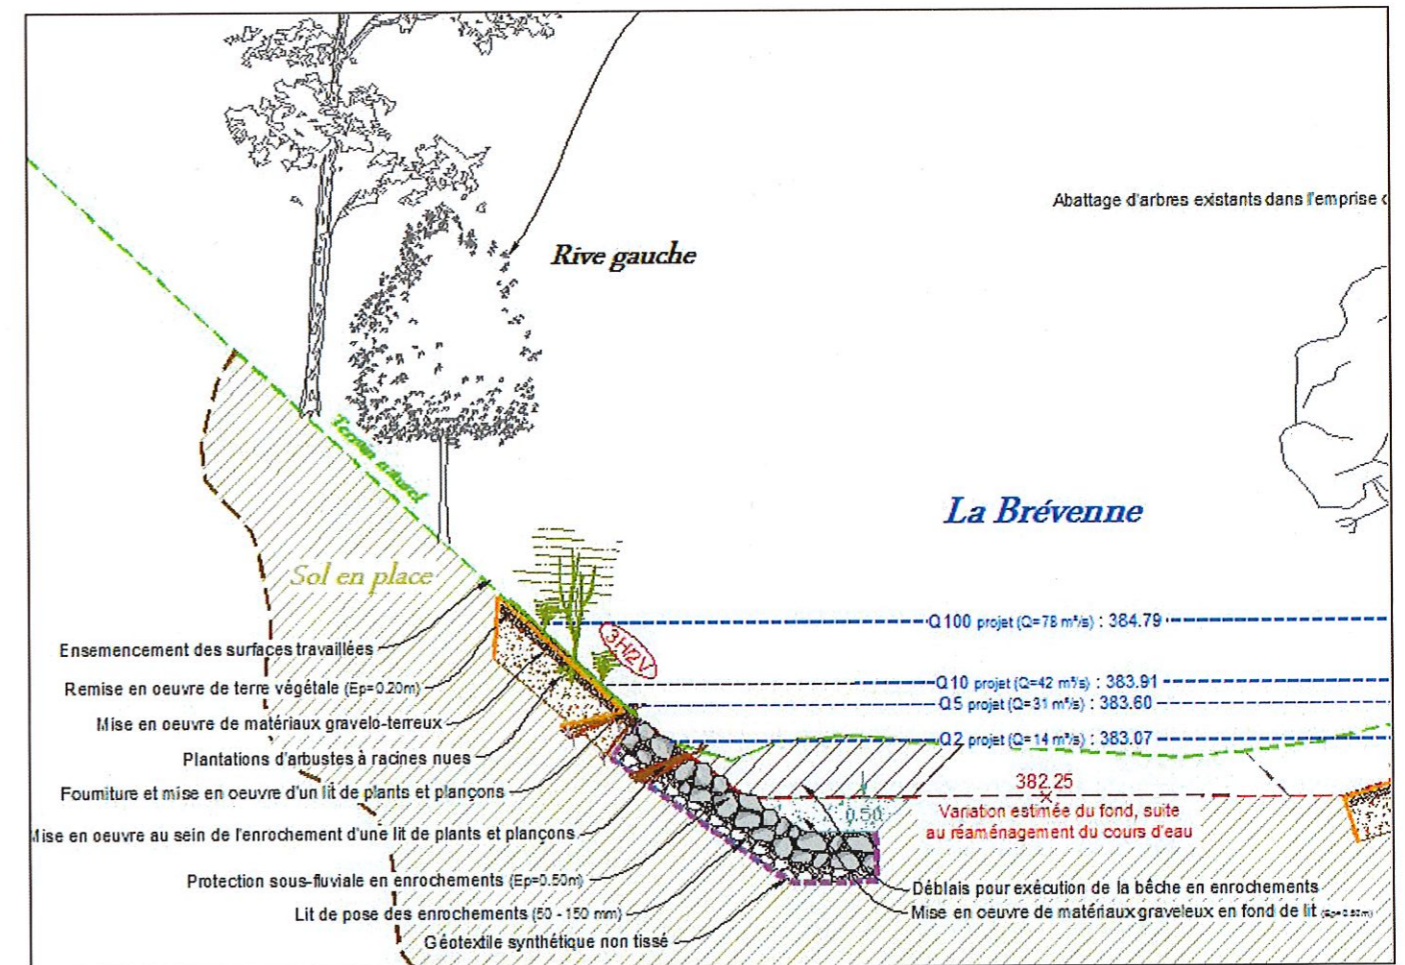 Abattage d'arbres existants dans l'emprise
Rive gauche
Terrain naturel
La Brévenne
Sol en place
3H2V
Q100 projet (Q=78 m³/s) : 384.79
Q10 projet (Q=42 m³/s) : 383.91
Q5 projet (Q=31 m³/s) : 383.60
Q2 projet (Q=14 m³/s) : 383.07
Ensemencement des surfaces travaillées
Remise en oeuvre de terre végétale (Ep=0.20m)
Mise en oeuvre de matériaux gravelo-terreux
Plantations d'arbustes à racines nues
Fourniture et mise en oeuvre d'un lit de plants et plançons
Mise en oeuvre au sein de l'enrochement d'une lit de plants et plançons
Protection sous-fluviale en enrochements (Ep=0.50m)
Lit de pose des enrochements (50 - 150 mm)
Géotextile synthétique non tissé
382.25
0.50
Variation estimée du fond, suite
au réaménagement du cours d'eau
Déblais pour exécution de la bêche en enrochements
Mise en oeuvre de matériaux graveleux en fond de lit